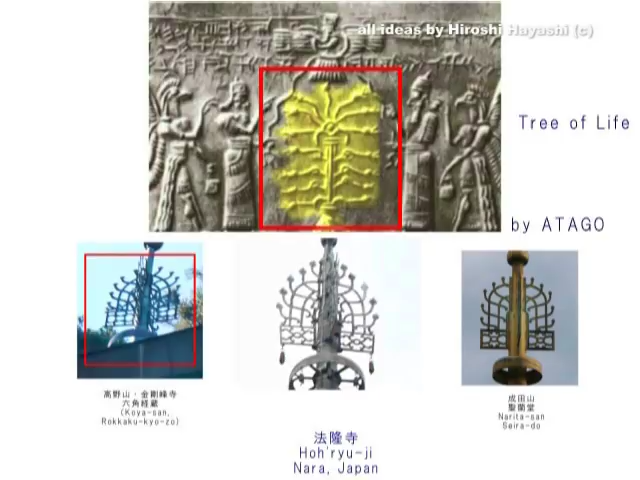 all ideas by Hiroshi Hayashi (c)
Tree of Life
by ATAGO
高野山・金剛峰寺
六角経蔵
(Koya-san,
Rokkaku-kyo-zo)
法隆寺
Hoh'ryu-ji
Nara, Japan
成田山
聖蘭堂
Narita-san
Seira-do